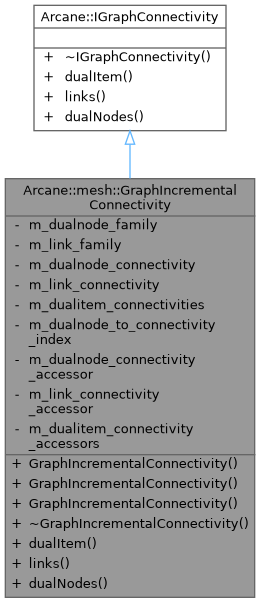 Arcane::IGraphConnectivity
+ ~IGraphConnectivity()
+ dualItem()
+ links()
+ dualNodes()
Arcane::mesh::GraphIncremental
Connectivity
- m_dualnode_family
- m_link_family
- m_dualnode_connectivity
- m_link_connectivity
- m_dualitem_connectivities
- m_dualnode_to_connectivity
_index
- m_dualnode_connectivity
_accessor
- m_link_connectivity
_accessor
- m_dualitem_connectivity
_accessors
+ GraphIncrementalConnectivity()
+ GraphIncrementalConnectivity()
+ GraphIncrementalConnectivity()
+ ~GraphIncrementalConnectivity()
+ dualItem()
+ links()
+ dualNodes()